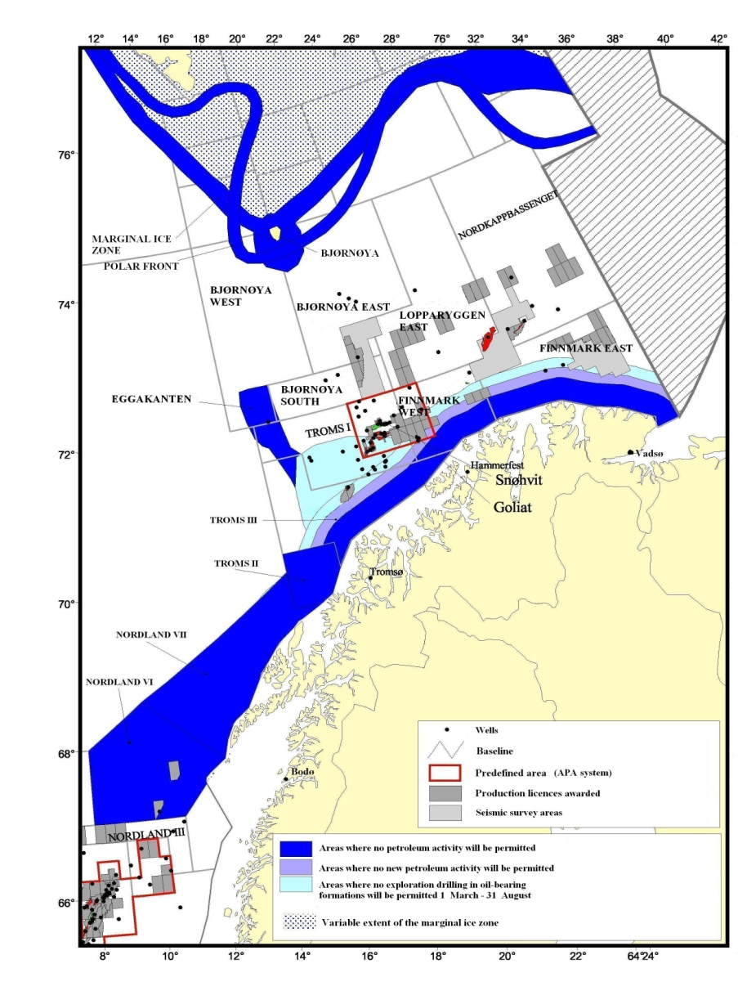 12° 14° 16° 18° 20° 22° 26° 28° 76° 32° 34° 36° 38° 40° 42°
76°
NORDKAPPBASSENGET
MARGINAL ICE
ZONE
POLAR FRONT
BJØRNØYA
BJØRNØYA
WEST
74°
BJØRNØYA EAST
LOPPARYGGEN
EAST
FINNMARK EAST
EGGAKANTEN
BJØRNØYA
SOUTH
FINNMARK
WEST
TROMS I
72°
Vadsø
Hammerfest
Snøhvit
Goliat
TROMS III
TROMS II
Tromsø
70°
NORDLAND VII
NORDLAND VI
68°
Bodø
Wells
Baseline
Predefined area (APA system)
Production licences awarded
Seismic survey areas
NORDLAND III
Areas where no petroleum activity will be permitted
Areas where no new petroleum activity will be permitted
Areas where no exploration drilling in oil-bearing
formations will be permitted 1 March - 31 August
Variable extent of the marginal ice zone
66°
8° 10° 12° 14° 16° 18° 20° 22° 64°24°